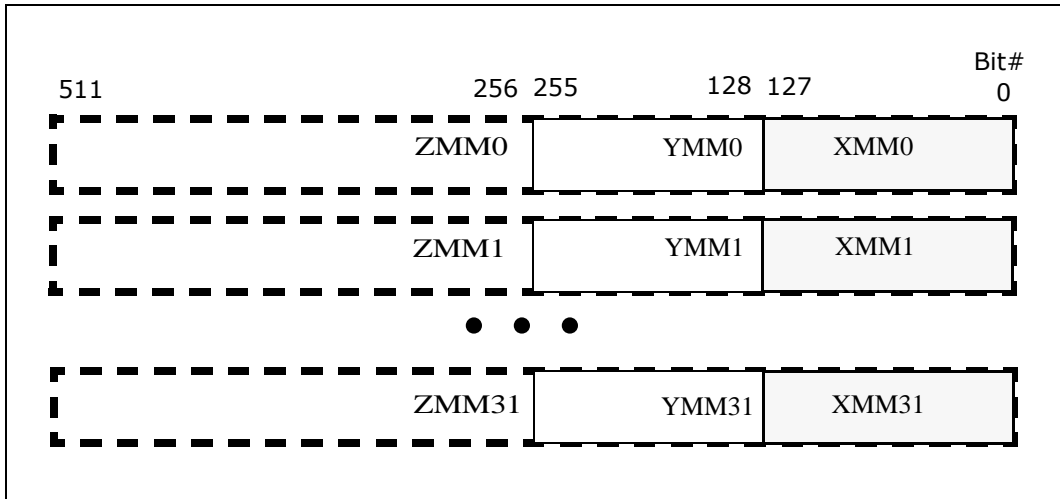 Bit#
511 256 255 128 127 0
ZMM0 YMM0 XMM0
ZMM1 YMM1 XMM1
ZMM31 YMM31 XMM31